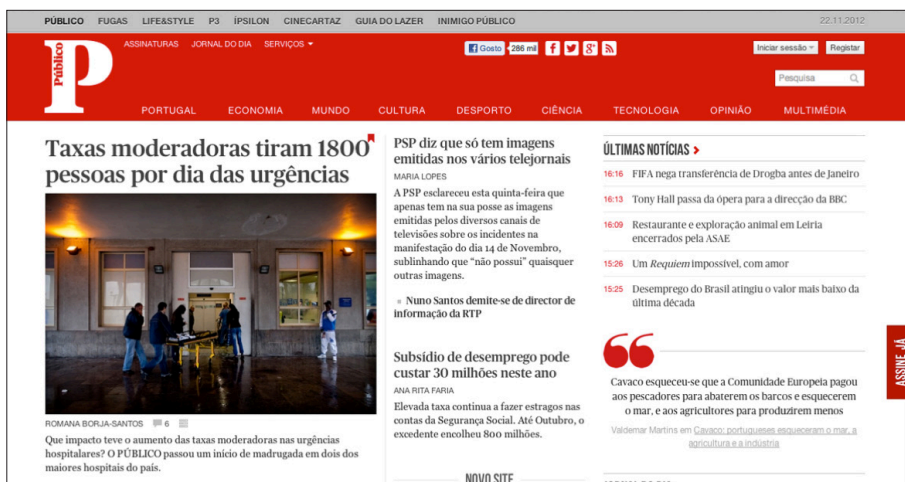 PÚBLICO FUGAS LIFE&STYLE P3 ÍPSILON CINECARTAZ GUIA DO LAZER INIMIGO PÚBLICO 22.11.2012
Público
P
ASSINATURAS JORNAL DO DIA SERVIÇOS
Gosto 286 mil
Iniciar sessão Registar
Pesquisa
PORTUGAL ECONOMIA MUNDO CULTURA DESPORTO CIÊNCIA TECNOLOGIA OPINIÃO MULTIMÉDIA
Taxas moderadoras tiram 1800
pessoas por dia das urgências
ROMANA BORJA-SANTOS 6
Que impacto teve o aumento das taxas moderadoras nas urgências
hospitalares? O PÚBLICO passou um início de madrugada em dois dos
maiores hospitais do país.
PSP diz que só tem imagens
emitidas nos vários telejornais
MARIA LOPES
A PSP esclareceu esta quinta-feira que
apenas tem na sua posse as imagens
emitidas pelos diversos canais de
televisões sobre os incidentes na
manifestação do dia 14 de Novembro,
sublinhando que “não possui” quaisquer
outras imagens.
Nuno Santos demite-se de director de
informação da RTP
Subsídio de desemprego pode
custar 30 milhões neste ano
ANA RITA FARIA
Elevada taxa continua a fazer estragos nas
contas da Segurança Social. Até Outubro, o
excedente encolheu 800 milhões.
NOVO SITE
ÚLTIMAS NOTÍCIAS
16:16 FIFA nega transferência de Drogba antes de Janeiro
16:13 Tony Hall passa da ópera para a direcção da BBC
16:09 Restaurante e exploração animal em Leiria
encerrados pela ASAE
15:26 Um Requiem impossível, com amor
15:25 Desemprego do Brasil atingiu o valor mais baixo da
última década
Cavaco esqueceu-se que a Comunidade Europeia pagou
aos pescadores para abaterem os barcos e esquecerem
o mar, e aos agricultores para produzirem menos
Valdemar Martins em Cavaco: portugueses esqueceram o mar, a
agricultura e a indústria
ASSINE JÁ